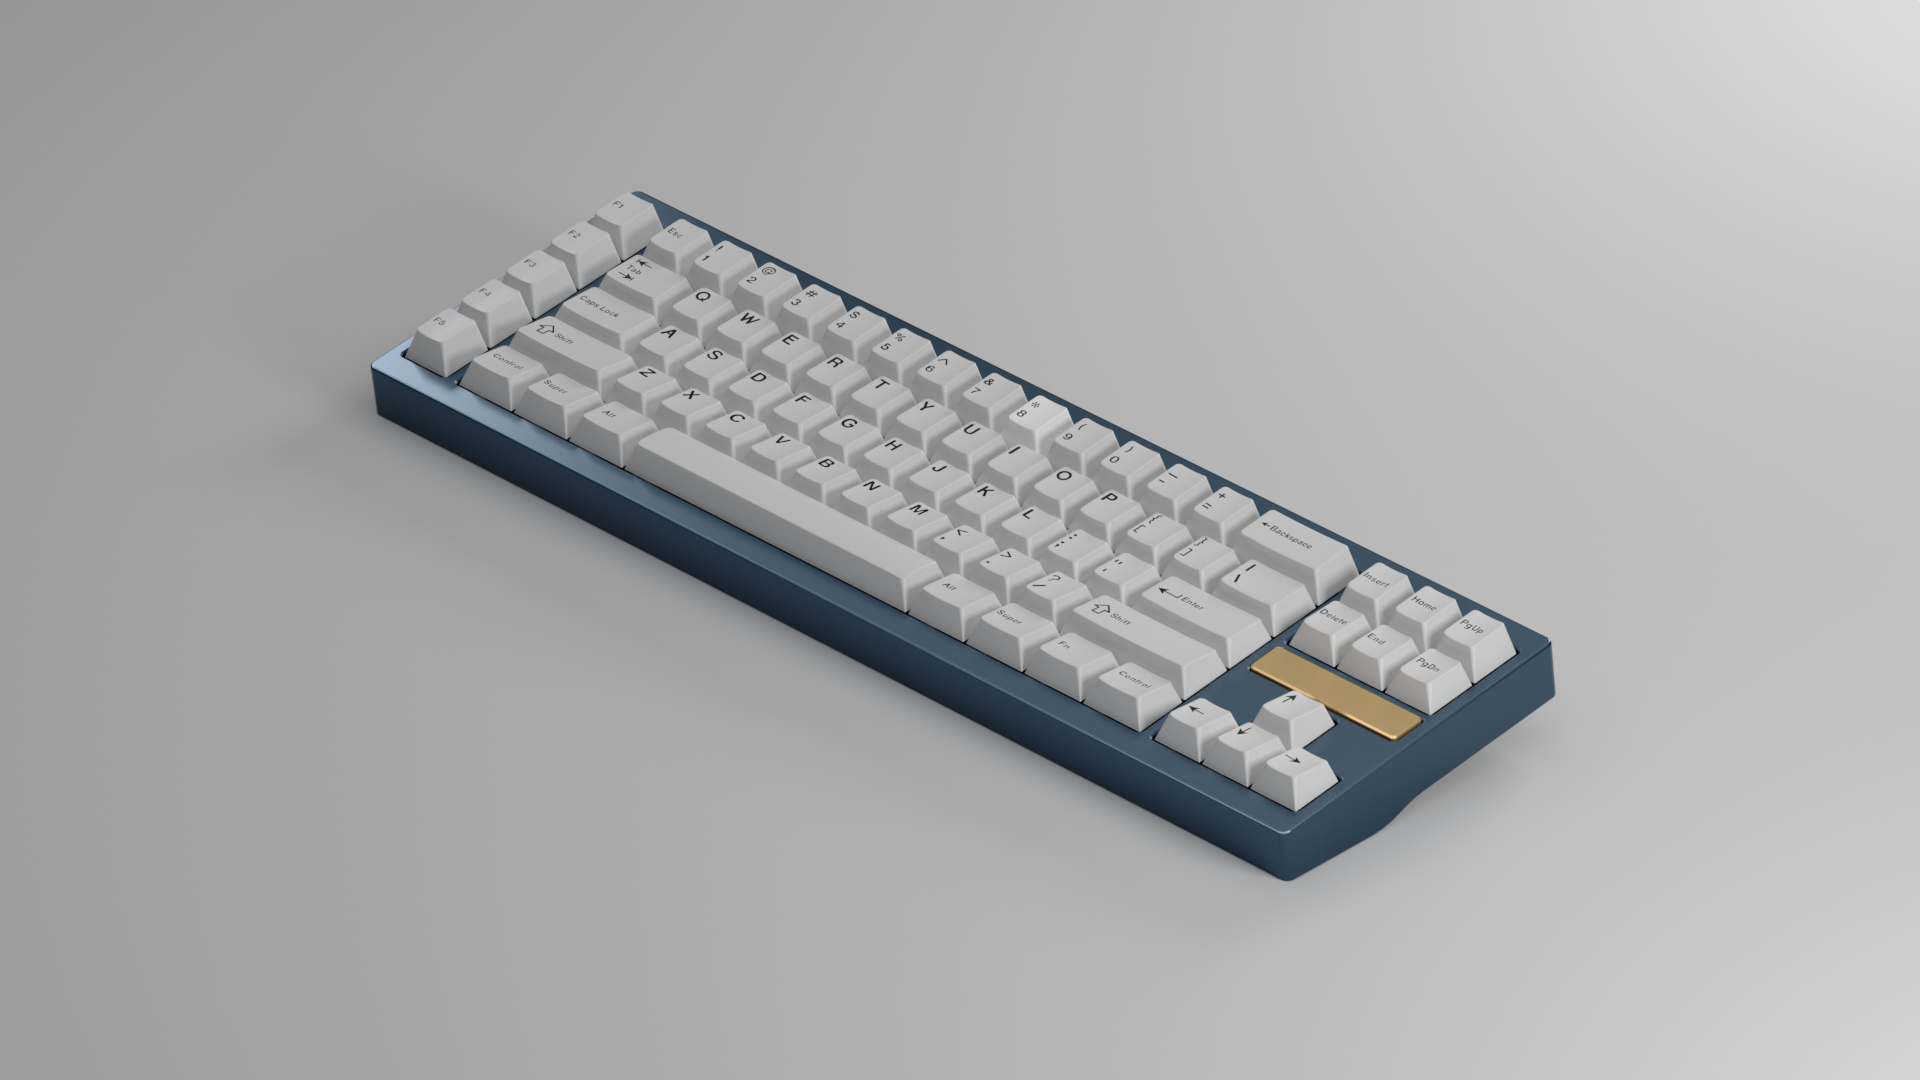 F1 Esc ! 1 @ 2 # 3 $ 4 % 5 ^ 6 & 7 * 8 ( 9 ) 0 _ - + = ←Backspace Insert Home PgUp
F2 Tab Q W E R T Y U I O P { [ } ] | \ Delete End PgDn
F3 Caps Lock A S D F G H J K L : ; " ' Enter
F4 Shift Z X C V B N M < , > . ? / Shift ↑
F5 Control Super Alt Alt Super Fn Control ← ↓ →